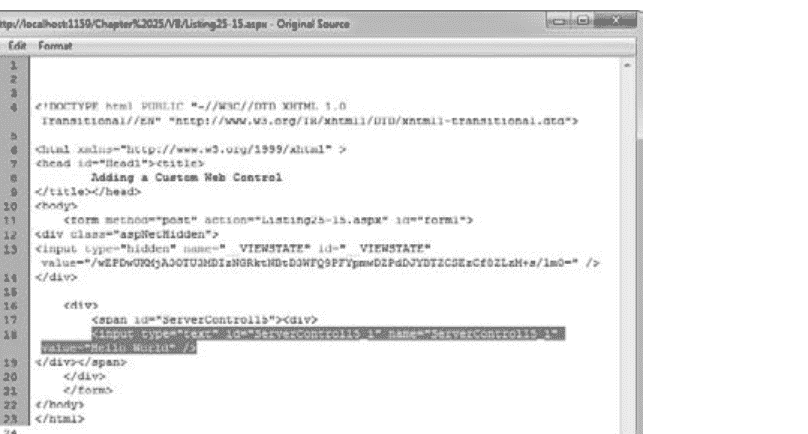 ttp://localhost:1159/Chapter%2025/VB/Listing25-15.aspx - Original Source
Edit Format
1
2
3
4 <!DOCTYPE html PUBLIC "-//W3C//DTD XHTML 1.0
Transitional//EN" "http://www.w3.org/TR/xhtml1/DTD/xhtml1-transitional.dtd">
5
6 <html xmlns="http://www.w3.org/1999/xhtml" >
7 <head id="Head1"><title>
8 Adding a Custom Web Control
9 </title></head>
10 <body>
11 <form method="post" action="Listing25-15.aspx" id="form1">
12 <div class="aspNetHidden">
13 <input type="hidden" name="__VIEWSTATE" id="__VIEWSTATE"
14 </div>
15
16 <div>
17 <span id="ServerControl15"><div>
18 <input type="text" id="ServerControl15_i" name="ServerControl15_i"
value="Hello World" />
19 </div></span>
20 </div>
21 </form>
22 </body>
23 </html>
24